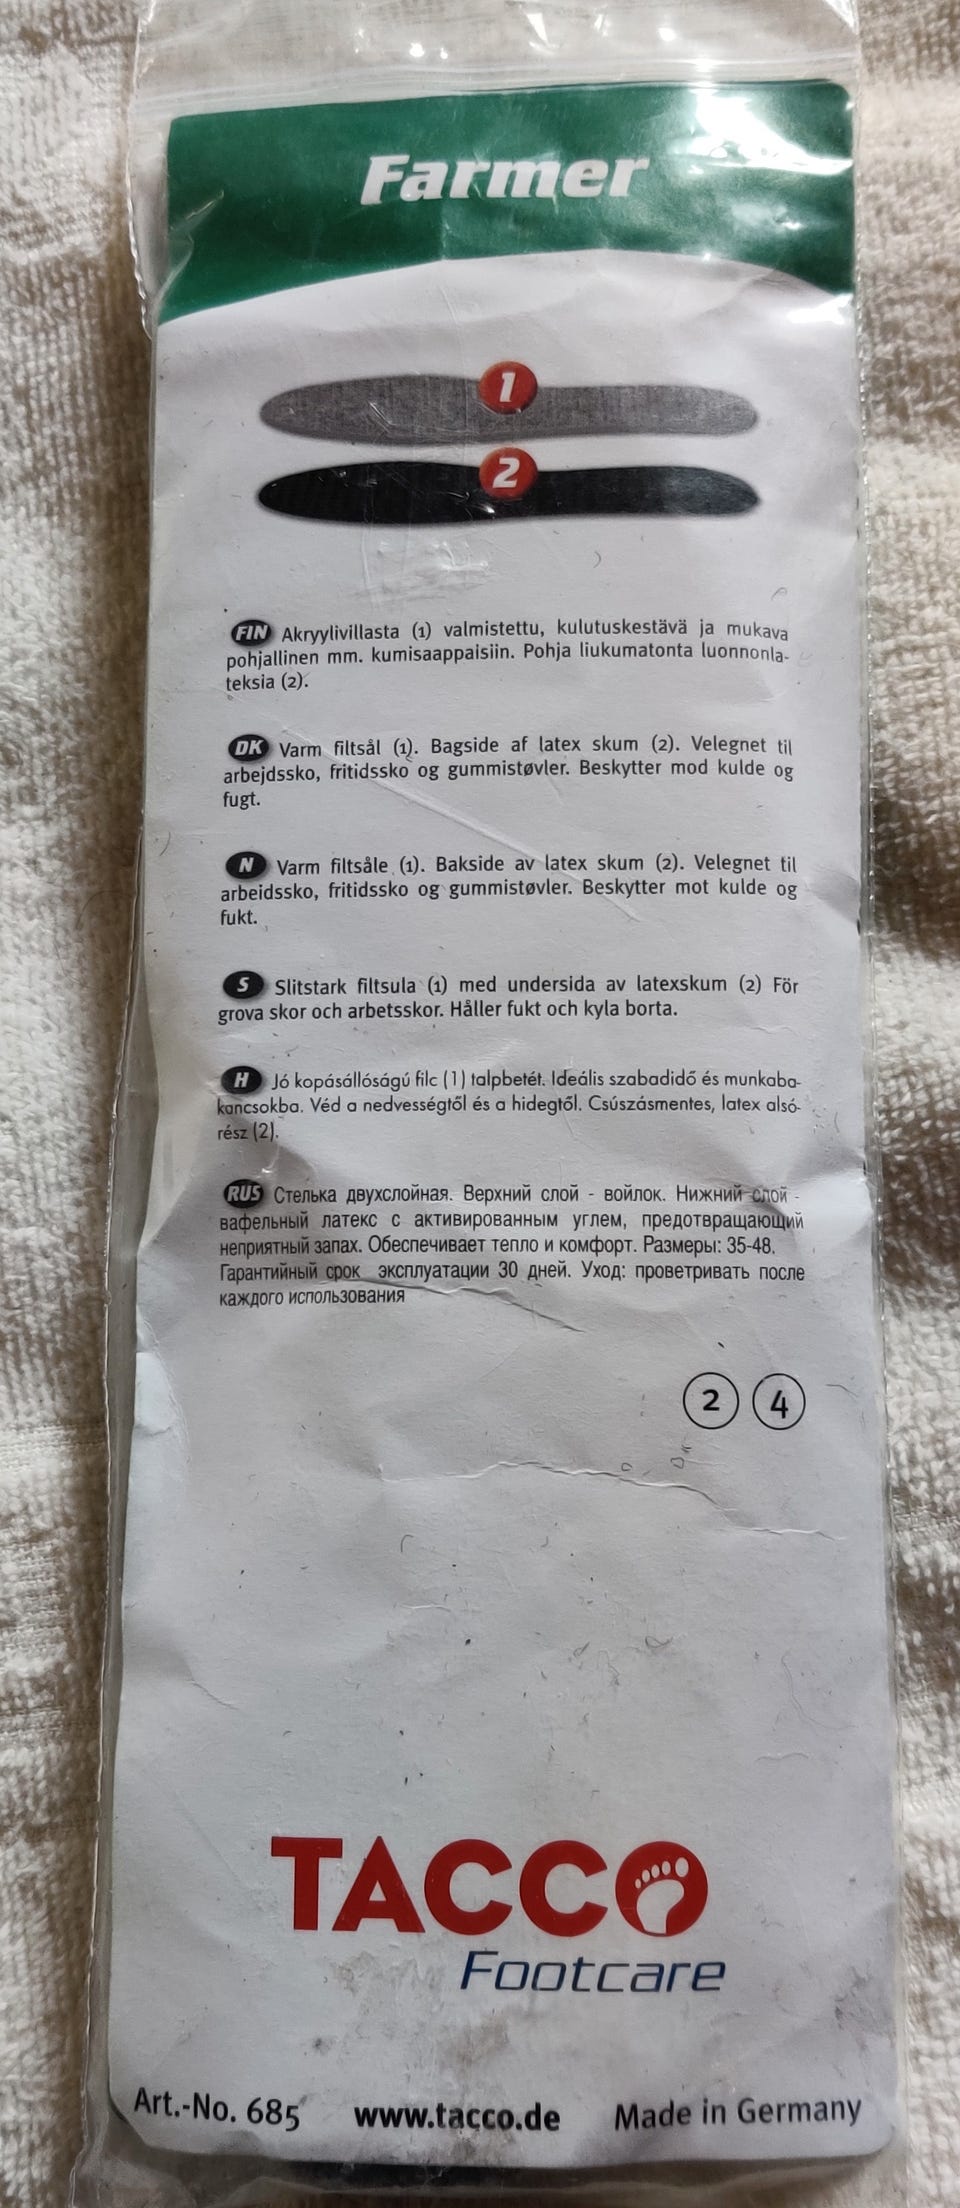 Farmer
1
2
FIN Akryylivillasta (1) valmistettu, kulutuskestävä ja mukava
pohjallinen mm. kumisaappaisiin. Pohja liukumatonta luonnonla-
teksia (2).
DK Varm filtsål (1). Bagside af latex skum (2). Velegnet til
arbejdssko, fritidssko og gummistøvler. Beskytter mod kulde og
fugt.
N Varm filtsåle (1). Bakside av latex skum (2). Velegnet til
arbeidssko, fritidssko og gummistøvler. Beskytter mot kulde og
fukt.
S Slitstark filtsula (1) med undersida av latexskum (2) För
grova skor och arbetsskor. Håller fukt och kyla borta.
H Jó kopásállóságú filc (1) talpbetét. Ideális szabadidő és munkaba-
kancsokba. Véd a nedvességtől és a hidegtől. Csúszásmentes, latex alsó-
rész (2).
RUS Стелька двухслойная. Верхний слой - войлок. Нижний слой -
вафельный латекс с активированным углем, предотвращающий
неприятный запах. Обеспечивает тепло и комфорт. Размеры: 35-48.
Гарантийный срок эксплуатации 30 дней. Уход: проветривать после
каждого использования
2 4
TACCO
Footcare
Art.-No. 685 www.tacco.de Made in Germany